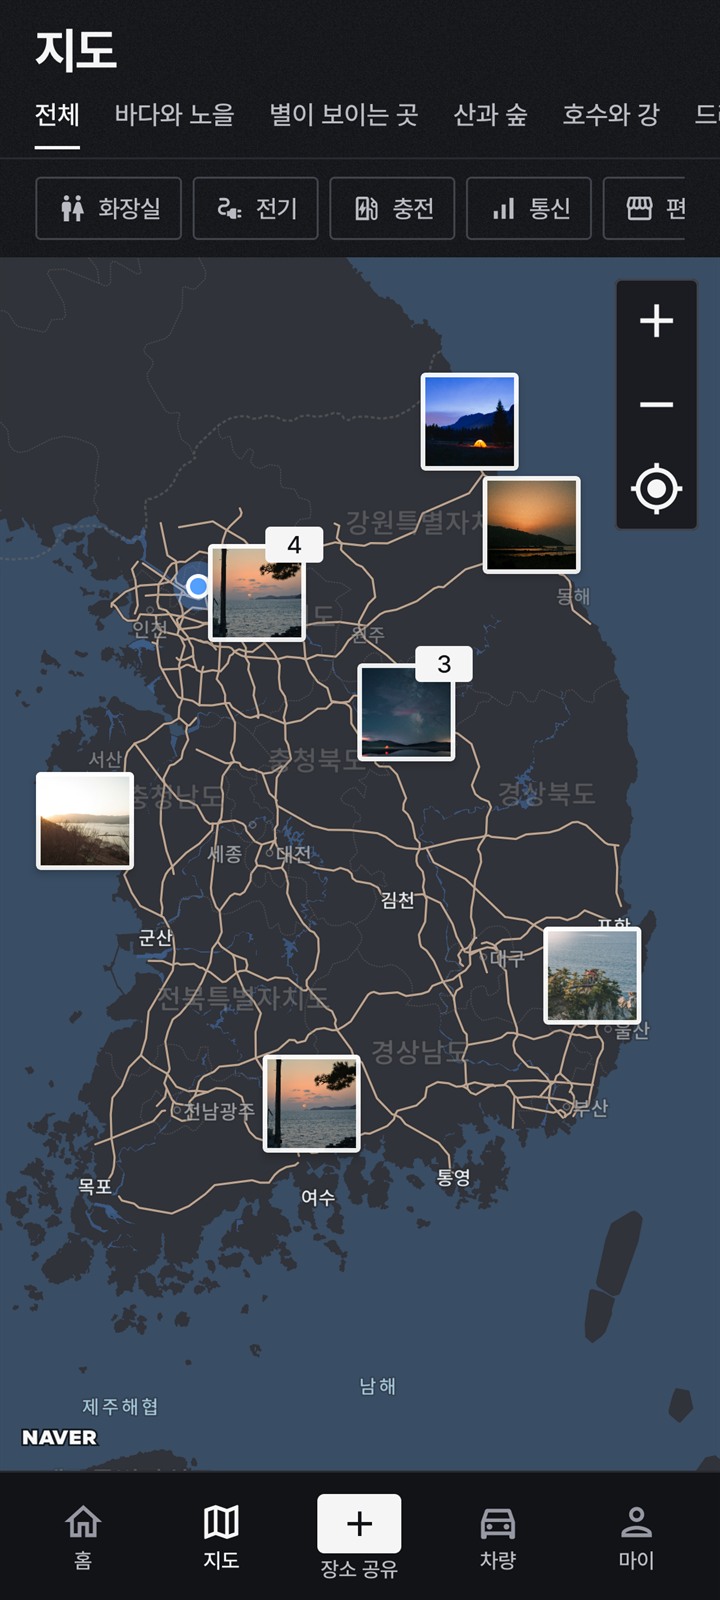 지도
전체 바다와 노을 별이 보이는 곳 산과 숲 호수와 강
화장실 전기 충전 통신 편
4
강원특별자치
동해
인천
도
원주
3
서산
충청북도
충청남도
경상북도
세종
대전
김천
군산
포항
대구
전북특별자치도
울산
경상남도
전남광주
부산
목포
통영
여수
남해
제주해협
NAVER
홈 지도 장소 공유 차량 마이